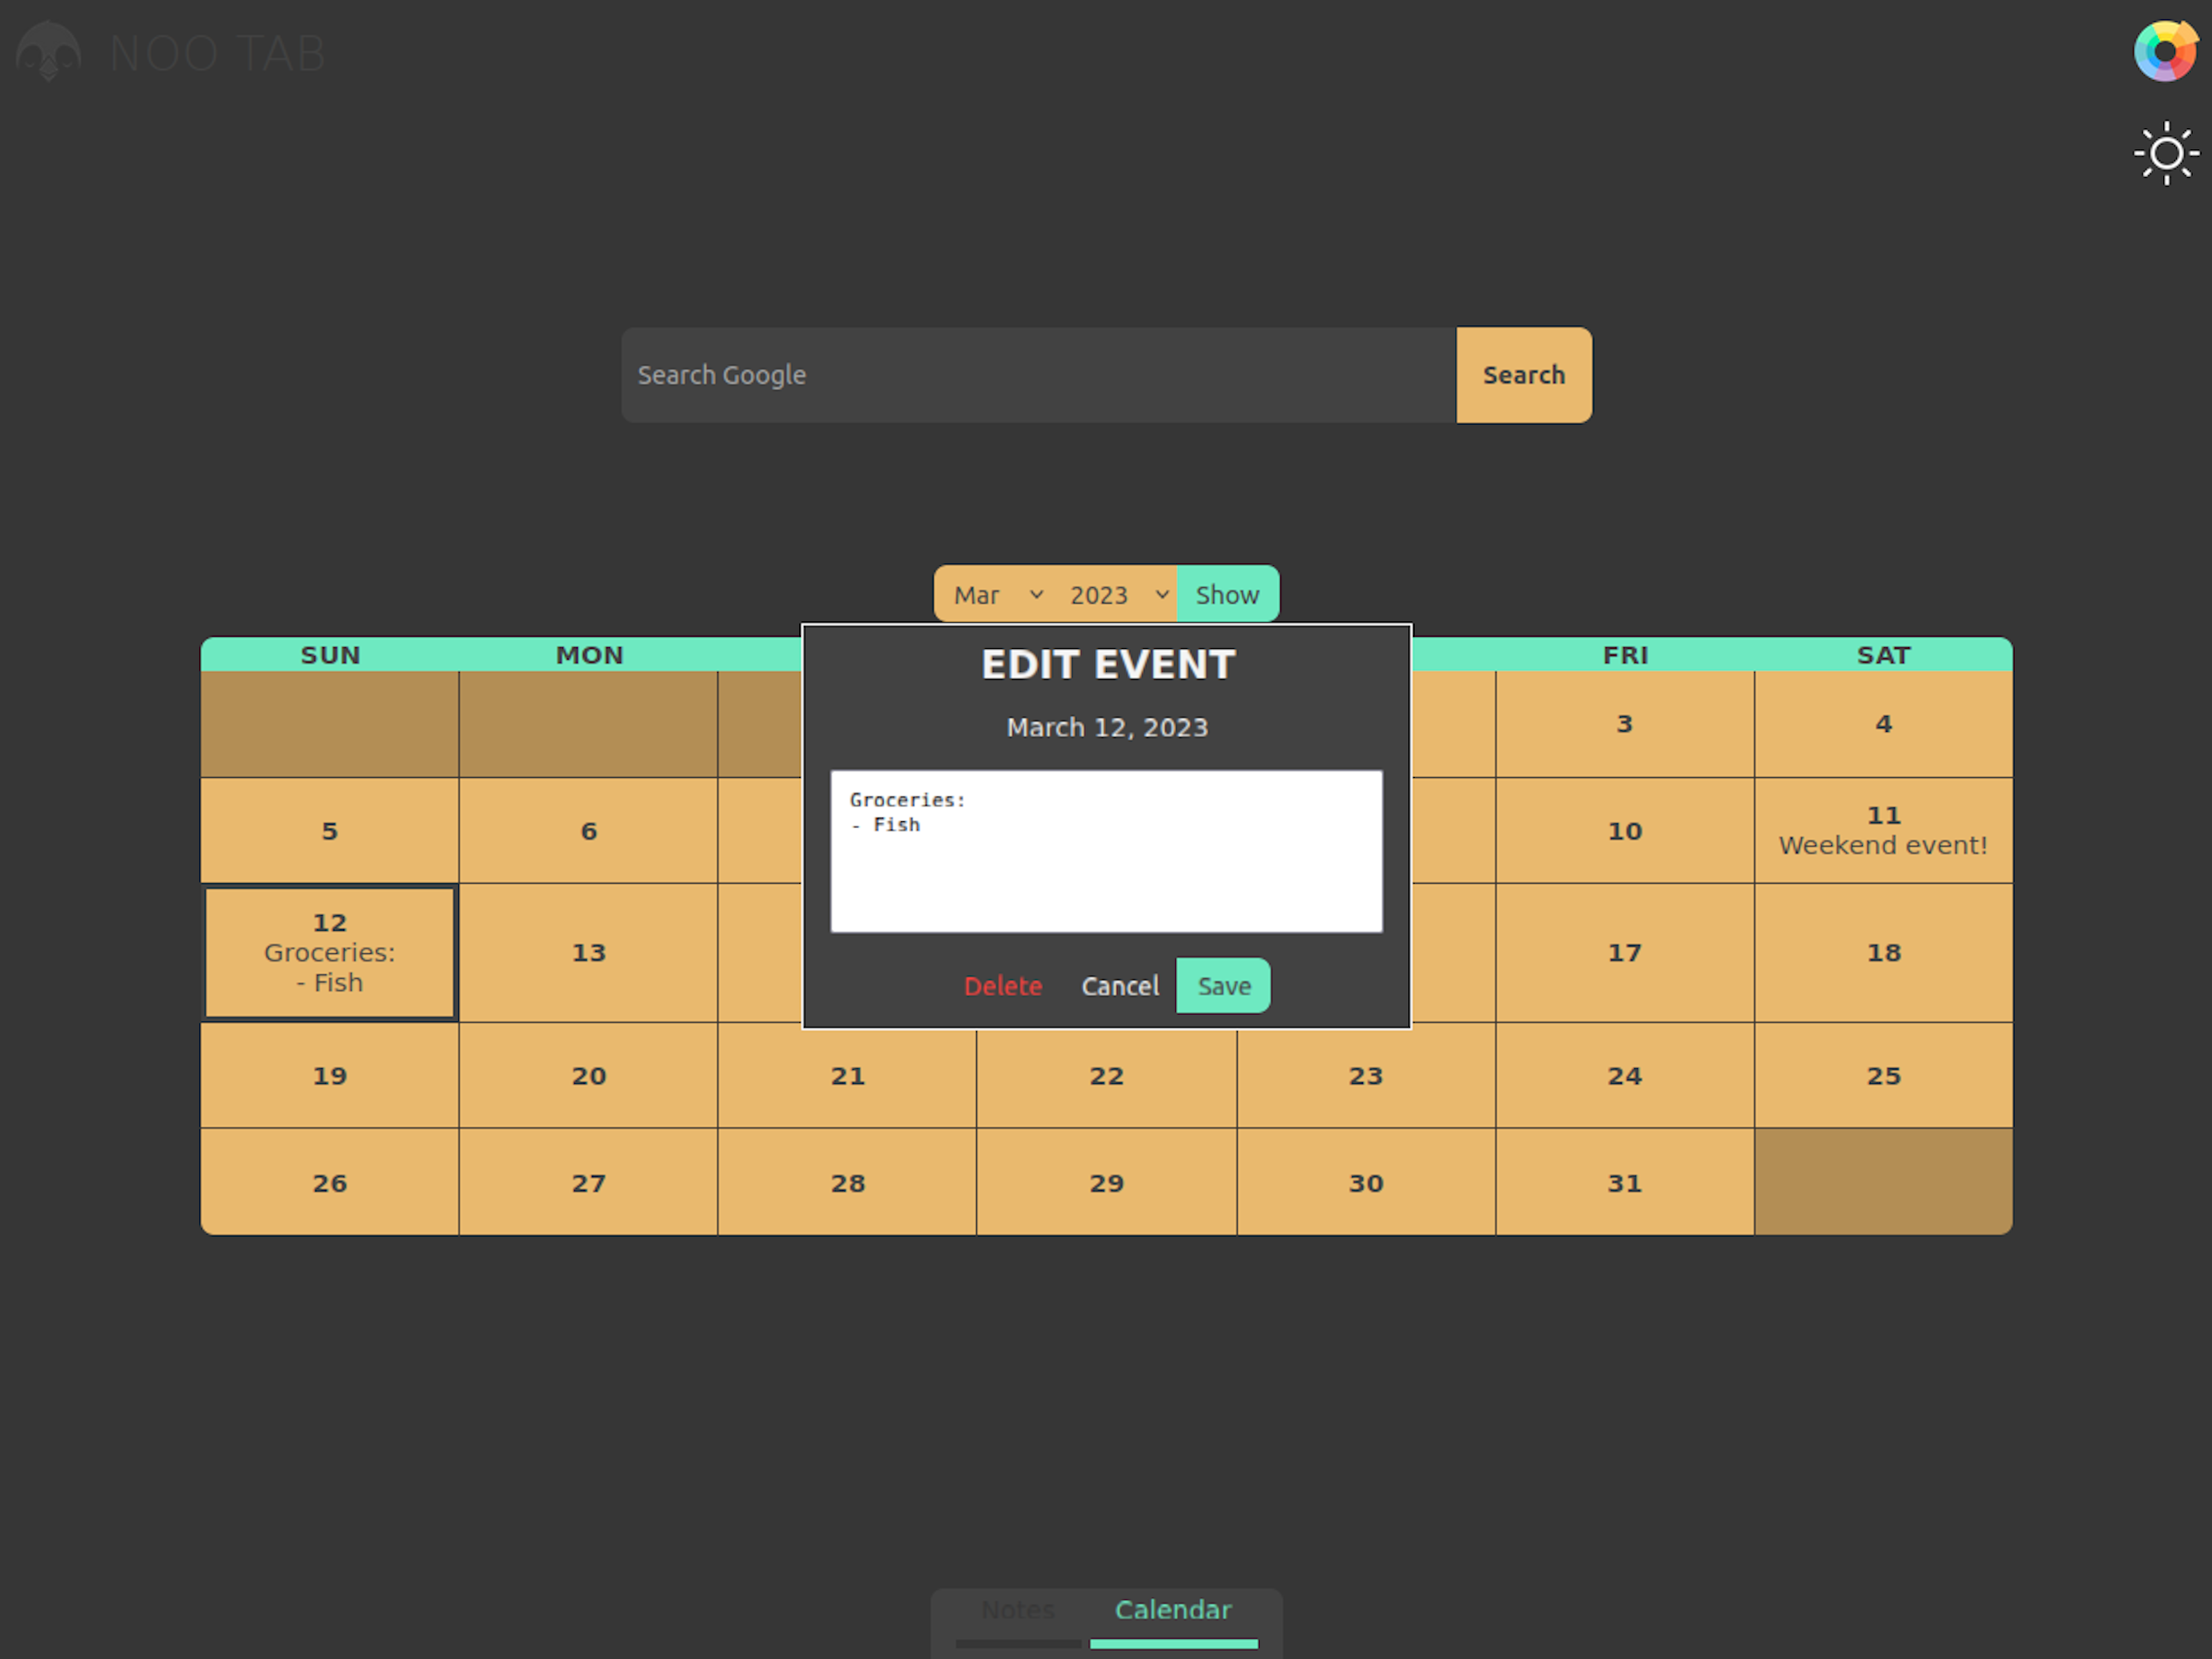 NOO TAB
Search Google
Search
Mar
2023
Show
SUN
MON
FRI
SAT
EDIT EVENT
March 12, 2023
Groceries:
- Fish
Delete
Cancel
Save
3
4
5
6
10
11
Weekend event!
12
Groceries:
- Fish
13
17
18
19
20
21
22
23
24
25
26
27
28
29
30
31
Notes
Calendar